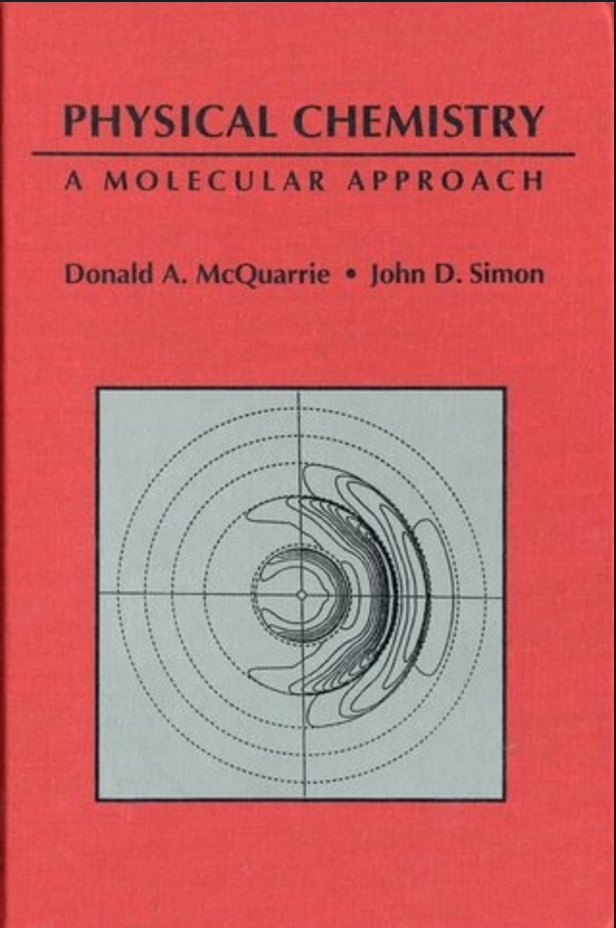 PHYSICAL CHEMISTRY
A MOLECULAR APPROACH
Donald A. McQuarrie • John D. Simon